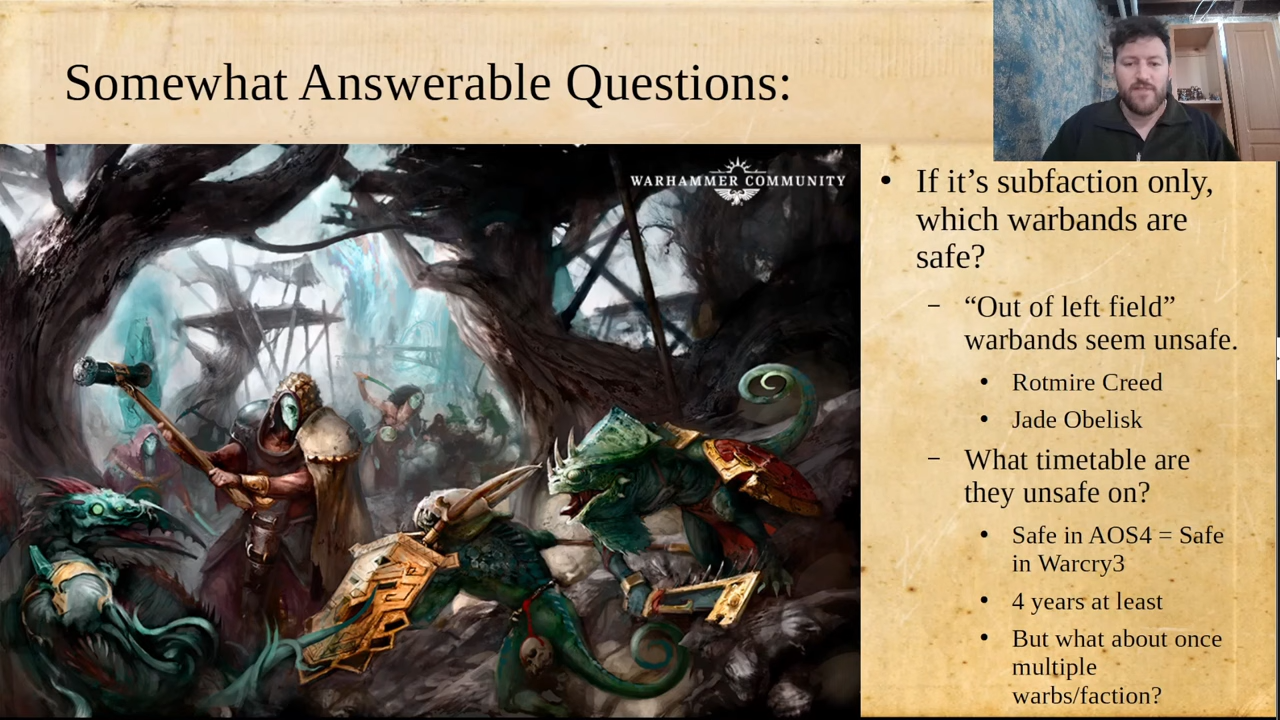 Somewhat Answerable Questions:
WARHAMMER COMMUNITY
• If it’s subfaction only,
which warbands are
safe?
– “Out of left field”
warbands seem unsafe.
• Rotmire Creed
• Jade Obelisk
– What timetable are
they unsafe on?
• Safe in AOS4 = Safe
in Warcry3
• 4 years at least
• But what about once
multiple
warbs/faction?